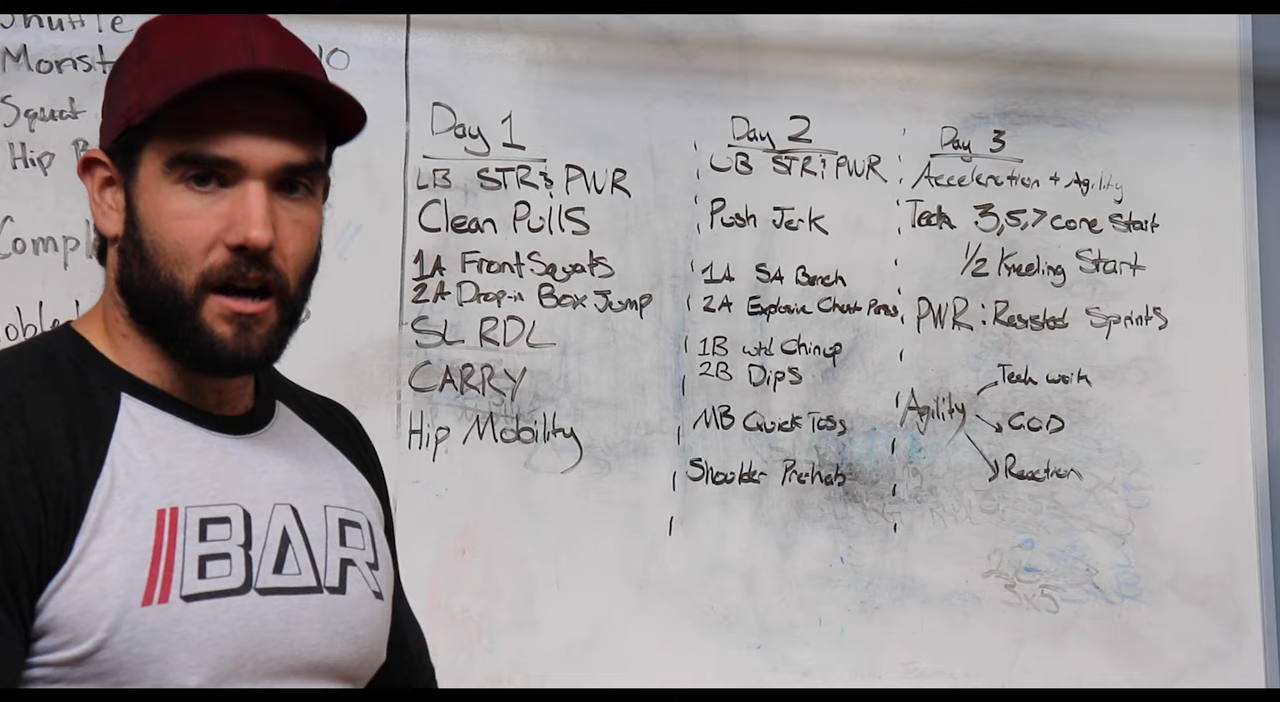 Shuttle
Monst 10
Squat
Hip
Compl
Day 1
LB STR & PWR
Clean Pulls
1A Front Squats
2A Drop-in Box Jump
SL RDL
CARRY
Hip Mobility
Day 2
UB STR & PWR
Push Jerk
1A SA Bench
2A Explosive Chest Press
1B wtd Chinup
2B Dips
MB Quick Toss
Shoulder Prehab
Day 3
Acceleration + Agility
Tech 3,5,7 cone Start
1/2 Kneeling Start
PWR: Resisted Sprints
Agility
Tech work
COD
Reaction
3x5
BAR